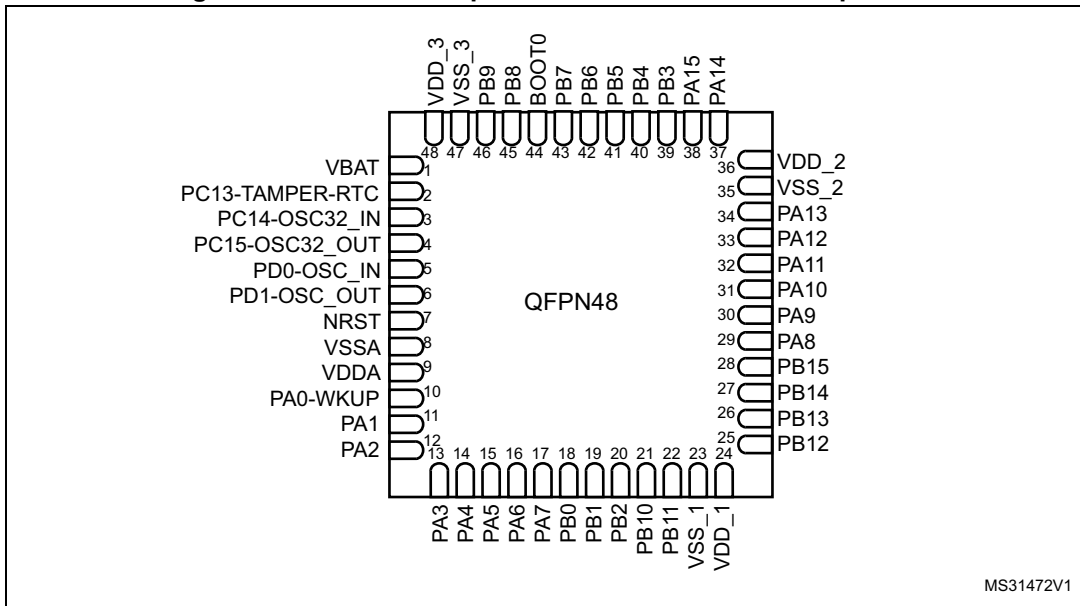 VDD_3
VSS_3
PB9
PB8
BOOT0
PB7
PB6
PB5
PB4
PB3
PA15
PA14
48
47
46
45
44
43
42
41
40
39
38
37
VBAT
1
PC13-TAMPER-RTC
2
PC14-OSC32_IN
3
PC15-OSC32_OUT
4
PD0-OSC_IN
5
PD1-OSC_OUT
6
NRST
7
VSSA
8
VDDA
9
PA0-WKUP
10
PA1
11
PA2
12
QFPN48
36
VDD_2
35
VSS_2
34
PA13
33
PA12
32
PA11
31
PA10
30
PA9
29
PA8
28
PB15
27
PB14
26
PB13
25
PB12
13
14
15
16
17
18
19
20
21
22
23
24
PA3
PA4
PA5
PA6
PA7
PB0
PB1
PB2
PB10
PB11
VSS_1
VDD_1
MS31472V1